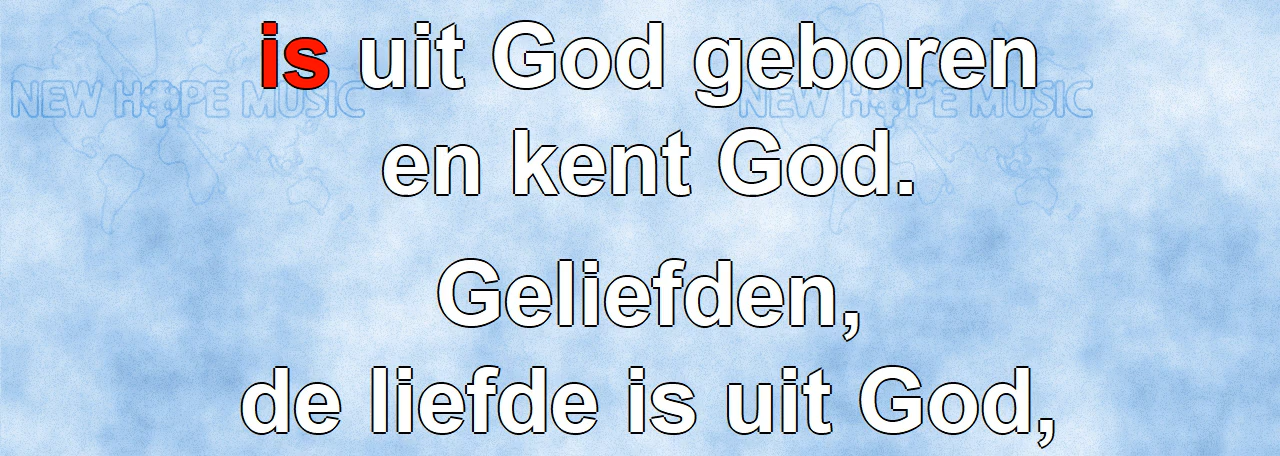 is uit God geboren
NEW HOPE MUSIC NEW HOPE MUSIC
en kent God.
Geliefden,
de liefde is uit God,